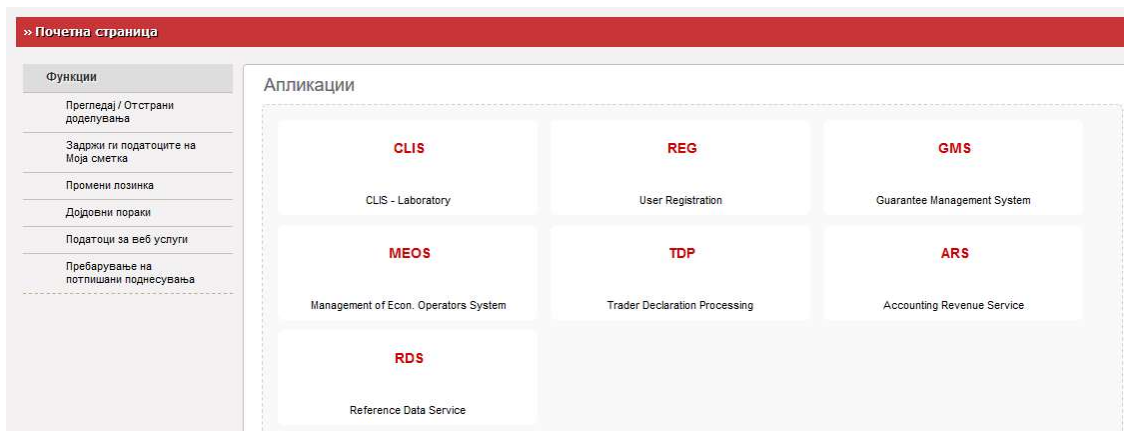 » Почетна страница
Функции
Прегледај / Отстрани
доделувања
Задржи ги податоците на
Моја сметка
Промени лозинка
Дојдовни пораки
Податоци за веб услуги
Пребарување на
потпишани поднесувања
Апликации
CLIS
REG
GMS
CLIS - Laboratory
User Registration
Guarantee Management System
MEOS
TDP
ARS
Management of Econ. Operators System
Trader Declaration Processing
Accounting Revenue Service
RDS
Reference Data Service